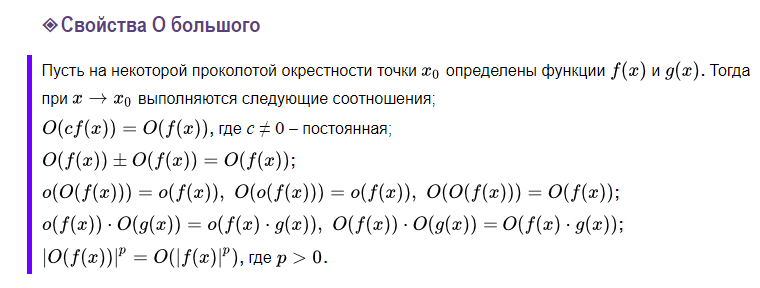 ◈ Свойства О большого
Пусть на некоторой проколотой окрестности точки x₀ определены функции f(x) и g(x). Тогда
при x → x₀ выполняются следующие соотношения;
O(cf(x)) = O(f(x)), где c ≠ 0 – постоянная;
O(f(x)) ± O(f(x)) = O(f(x));
o(O(f(x))) = o(f(x)), O(o(f(x))) = o(f(x)), O(O(f(x))) = O(f(x));
o(f(x)) · O(g(x)) = o(f(x) · g(x)), O(f(x)) · O(g(x)) = O(f(x) · g(x));
|O(f(x))|ᵖ = O(|f(x)|ᵖ), где p > 0.